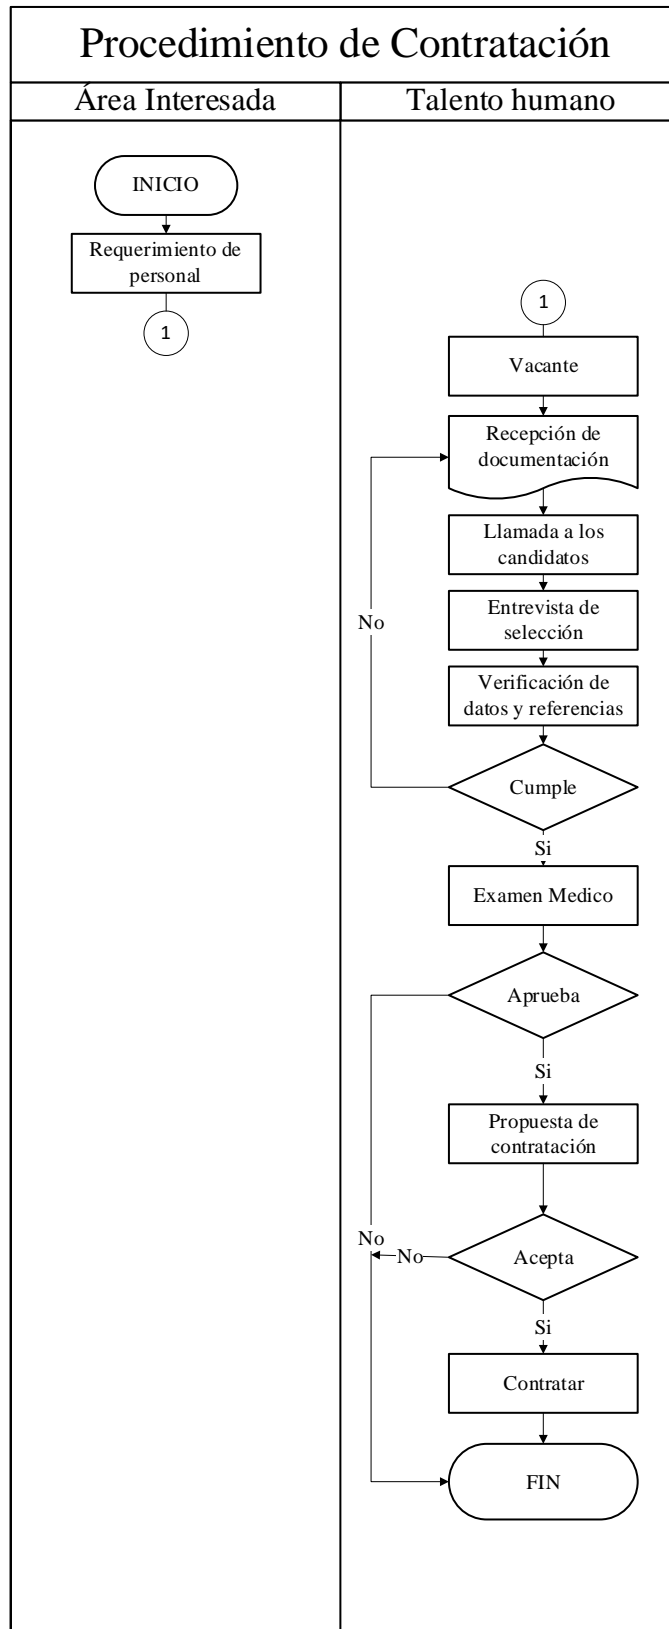 Procedimiento de Contratación
Área Interesada
Talento humano
INICIO
Requerimiento de
personal
1
1
Vacante
Recepción de
documentación
Llamada a los
candidatos
Entrevista de
selección
No
Verificación de
datos y referencias
Cumple
Si
Examen Medico
Aprueba
Si
Propuesta de
contratación
No
No
Acepta
Si
Contratar
FIN